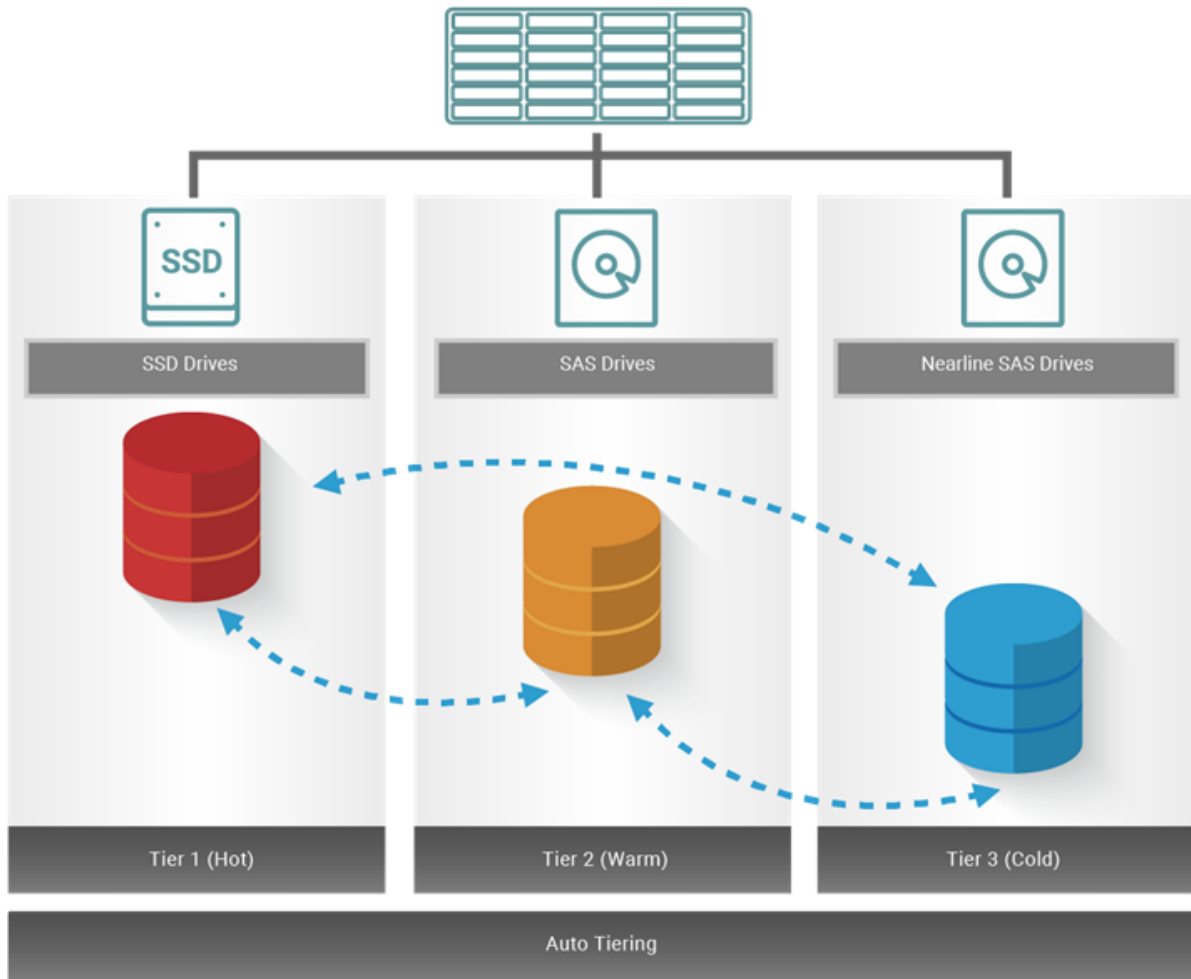 SSD
SSD Drives
SAS Drives
Nearline SAS Drives
Tier 1 (Hot)
Tier 2 (Warm)
Tier 3 (Cold)
Auto Tiering